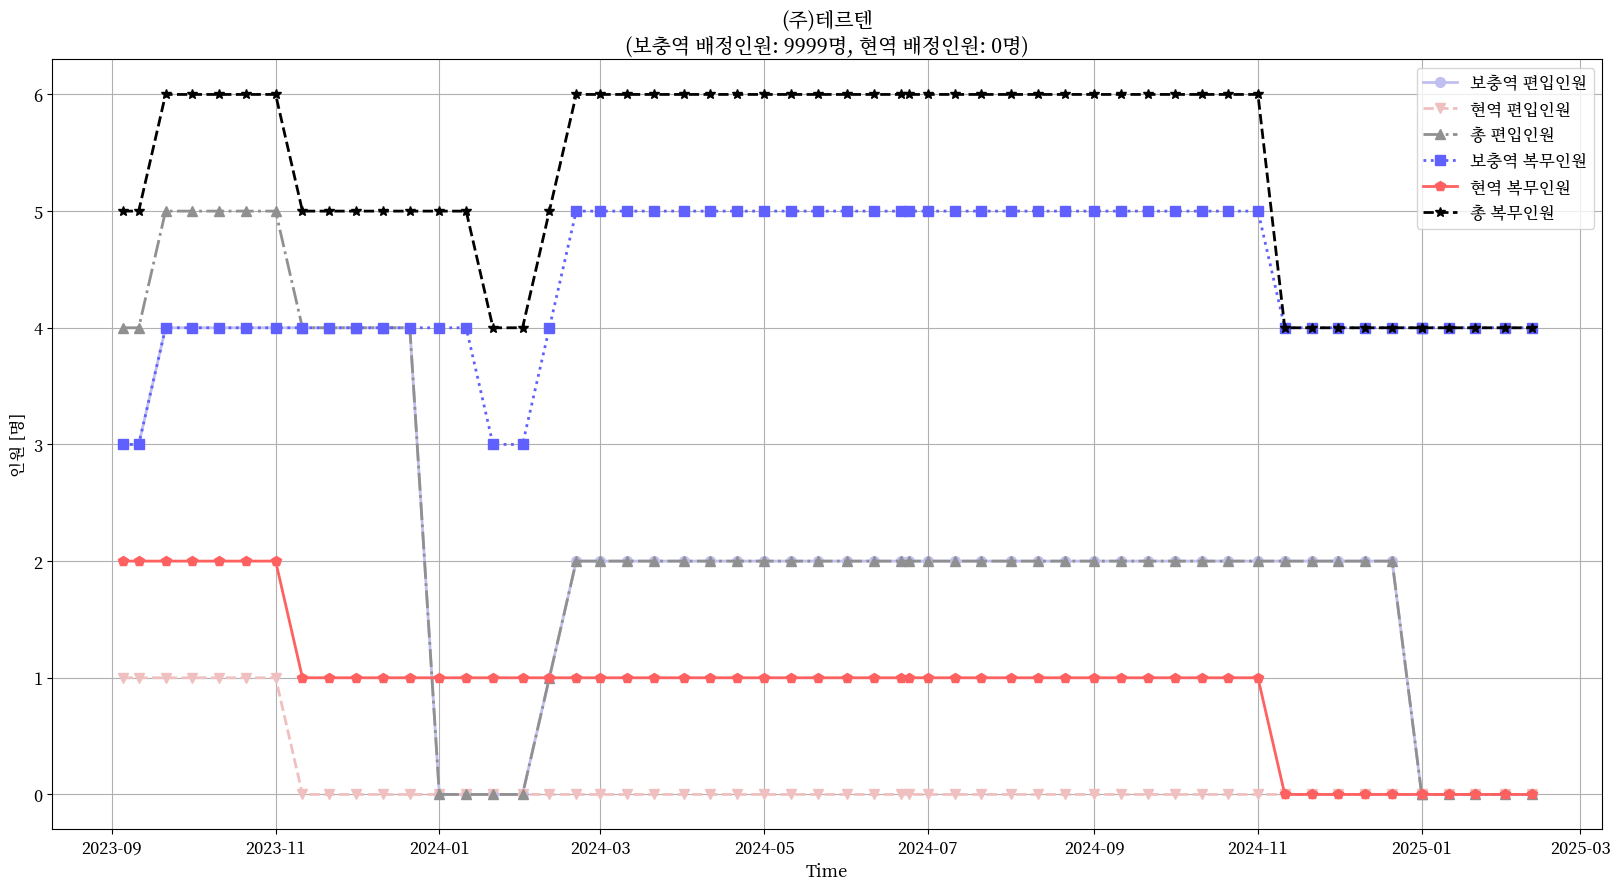 (주)테르텐
(보충역 배정인원: 9999명, 현역 배정인원: 0명)
보충역 편입인원
현역 편입인원
총 편입인원
보충역 복무인원
현역 복무인원
총 복무인원
인원 [명]
6
5
4
3
2
1
0
2023-09 2023-11 2024-01 2024-03 2024-05 2024-07 2024-09 2024-11 2025-01 2025-03
Time